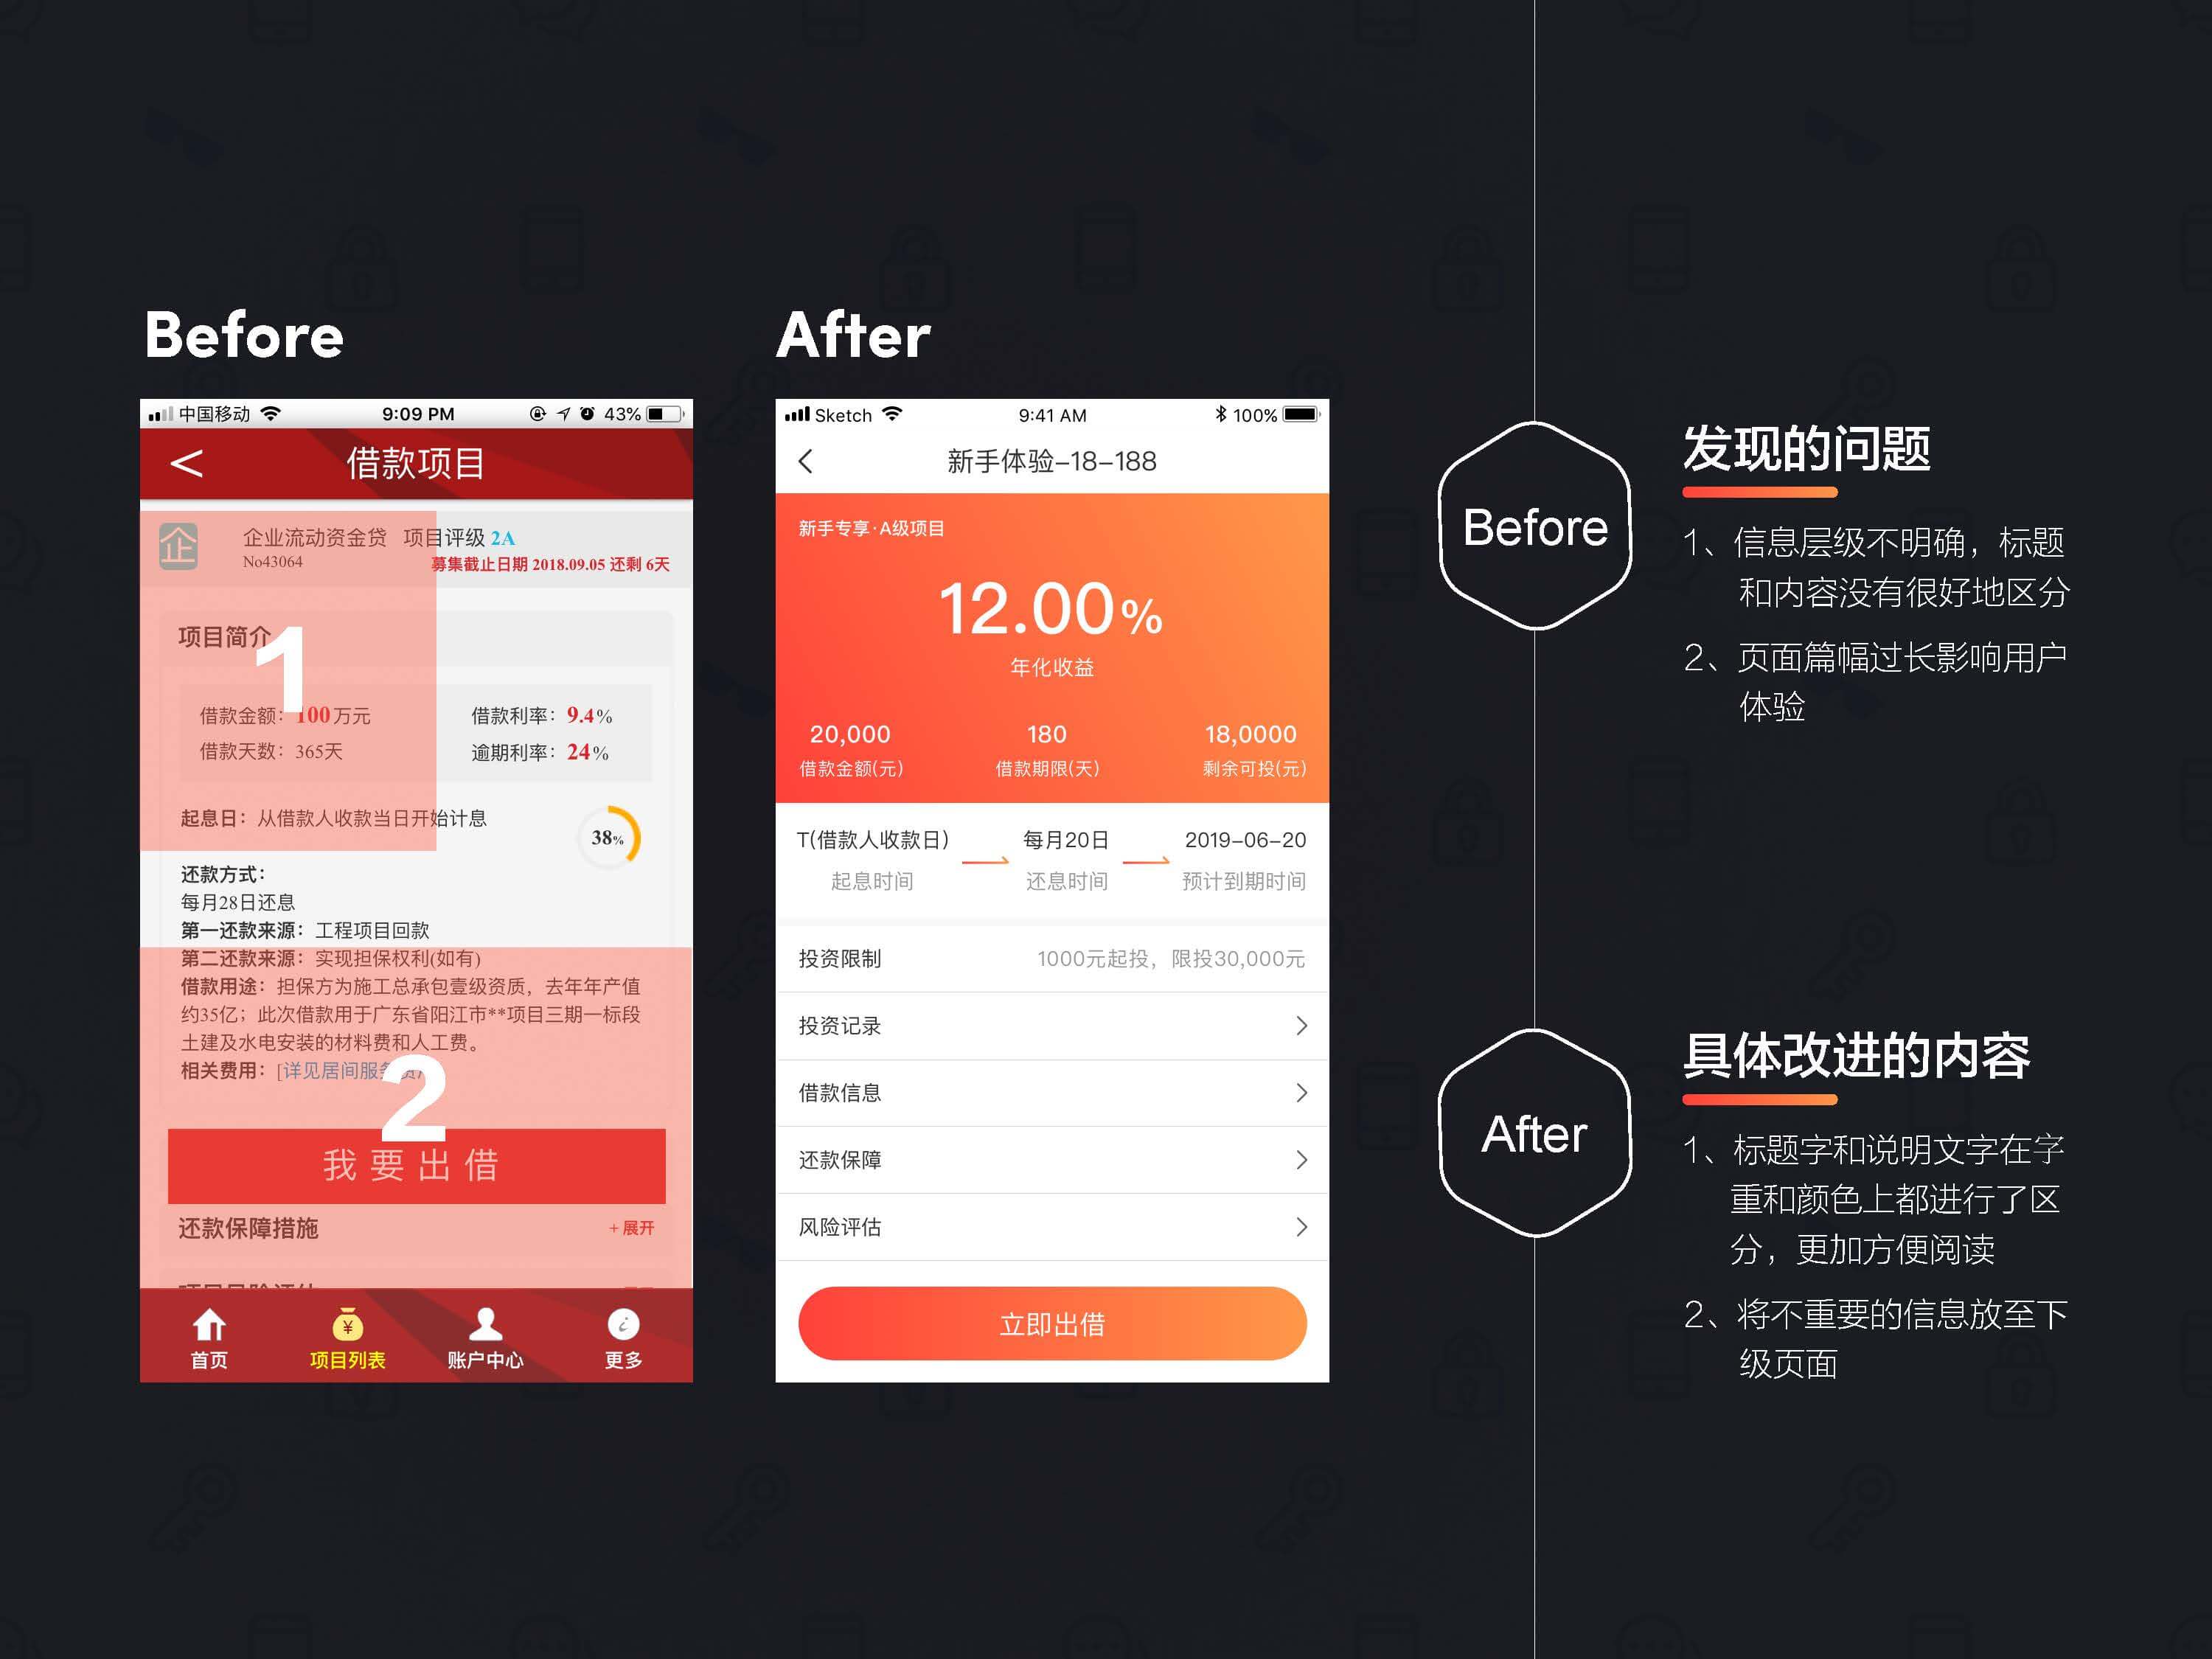 Before
中国移动
9:09 PM
43%
<
借款项目
企
企业流动资金贷 项目评级 2A
No43064
募集截止日期 2018.09.05 还剩 6天
项目简介
1
借款金额：100万元
借款利率：9.4%
借款天数：365天
逾期利率：24%
起息日：从借款人收款当日开始计息
38%
还款方式：
每月28日还息
第一还款来源：工程项目回款
第二还款来源：实现担保权利(如有)
借款用途：担保方为施工总承包壹级资质，去年年产值
约35亿；此次借款用于广东省阳江市**项目三期一标段
土建及水电安装的材料费和人工费。
相关费用：[详见居间服务
2
我要出借
还款保障措施
+ 展开
首页
项目列表
账户中心
更多
After
Sketch
9:41 AM
100%
新手体验-18-188
新手专享·A级项目
12.00%
年化收益
20,000
180
18,0000
借款金额(元)
借款期限(天)
剩余可投(元)
T(借款人收款日)
每月20日
2019-06-20
起息时间
还息时间
预计到期时间
投资限制
1000元起投，限投30,000元
投资记录
借款信息
还款保障
风险评估
立即出借
Before
发现的问题
1、信息层级不明确，标题
和内容没有很好地区分
2、页面篇幅过长影响用户
体验
After
具体改进的内容
1、标题字和说明文字在字
重和颜色上都进行了区
分，更加方便阅读
2、将不重要的信息放至下
级页面